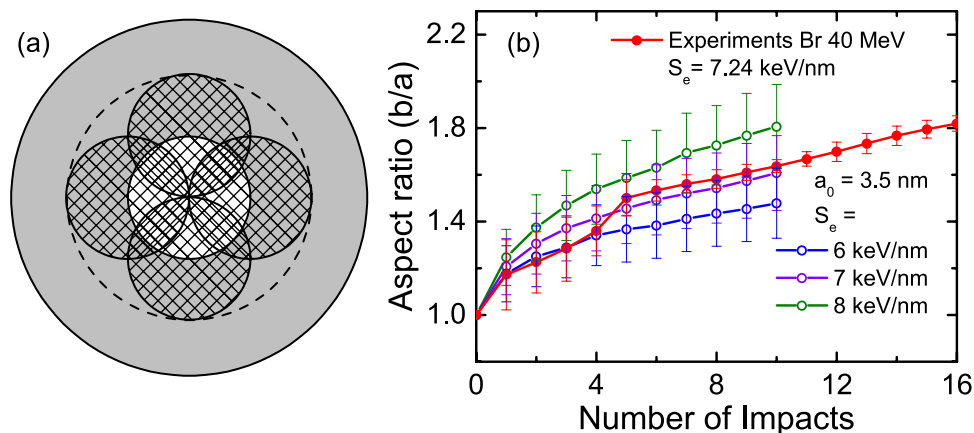 (a)
(b)
Aspect ratio (b/a)
2.2
1.8
1.4
1.0
Experiments Br 40 MeV
S_e = 7.24 keV/nm
a_0 = 3.5 nm
S_e =
6 keV/nm
7 keV/nm
8 keV/nm
0 4 8 12 16
Number of Impacts